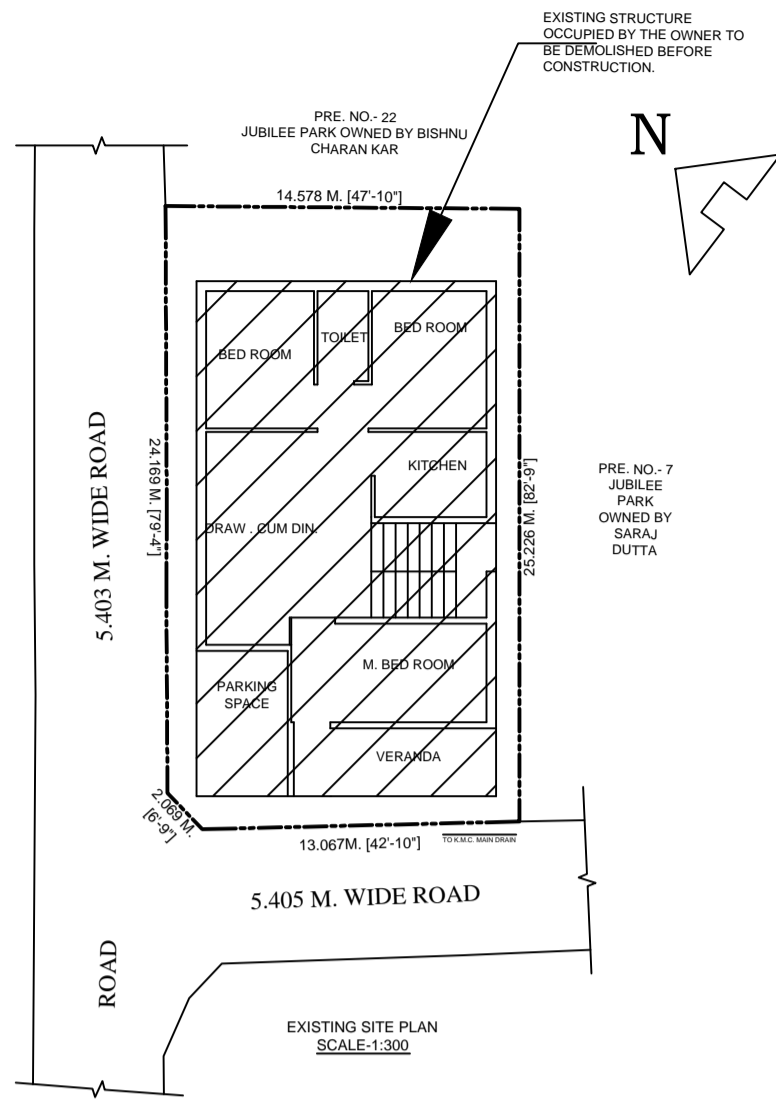 EXISTING STRUCTURE
OCCUPIED BY THE OWNER TO
BE DEMOLISHED BEFORE
CONSTRUCTION.
PRE. NO.- 22
JUBILEE PARK OWNED BY BISHNU
CHARAN KAR
N
14.578 M. [47'-10"]
BED ROOM
TOILET
BED ROOM
KITCHEN
DRAW . CUM DIN.
M. BED ROOM
PARKING
SPACE
VERANDA
5.403 M. WIDE ROAD
24.169 M. [79'-4"]
25.226 M. [82'-9"]
PRE. NO.- 7
JUBILEE
PARK
OWNED BY
SARAJ
DUTTA
2.069 M.
[6'-9"]
13.067M. [42'-10"]
TO K.M.C. MAIN DRAIN
5.405 M. WIDE ROAD
ROAD
EXISTING SITE PLAN
SCALE-1:300